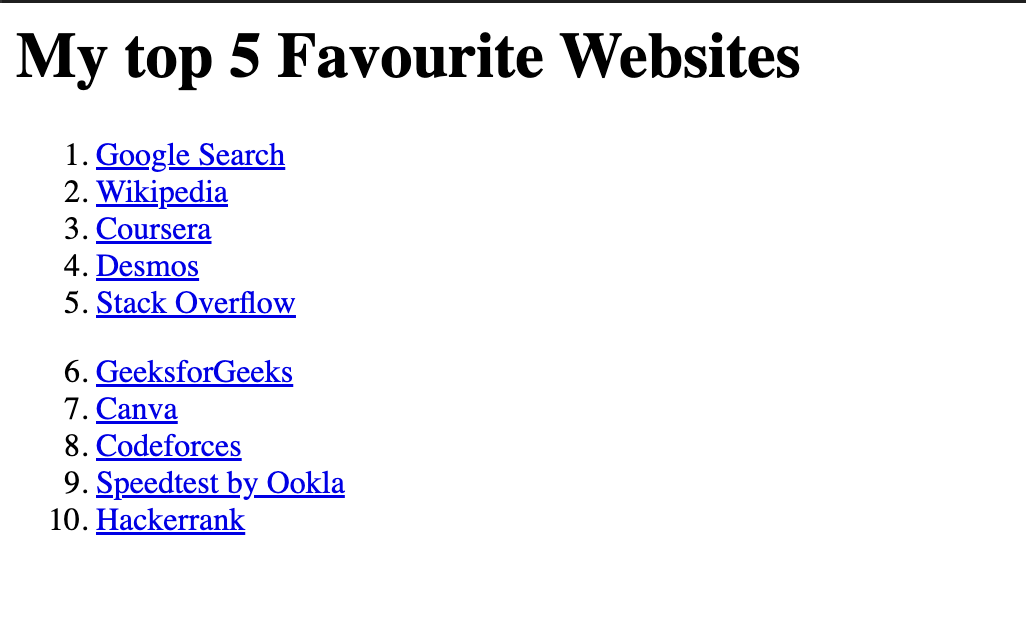 My top 5 Favourite Websites
1. Google Search
2. Wikipedia
3. Coursera
4. Desmos
5. Stack Overflow
6. GeeksforGeeks
7. Canva
8. Codeforces
9. Speedtest by Ookla
10. Hackerrank